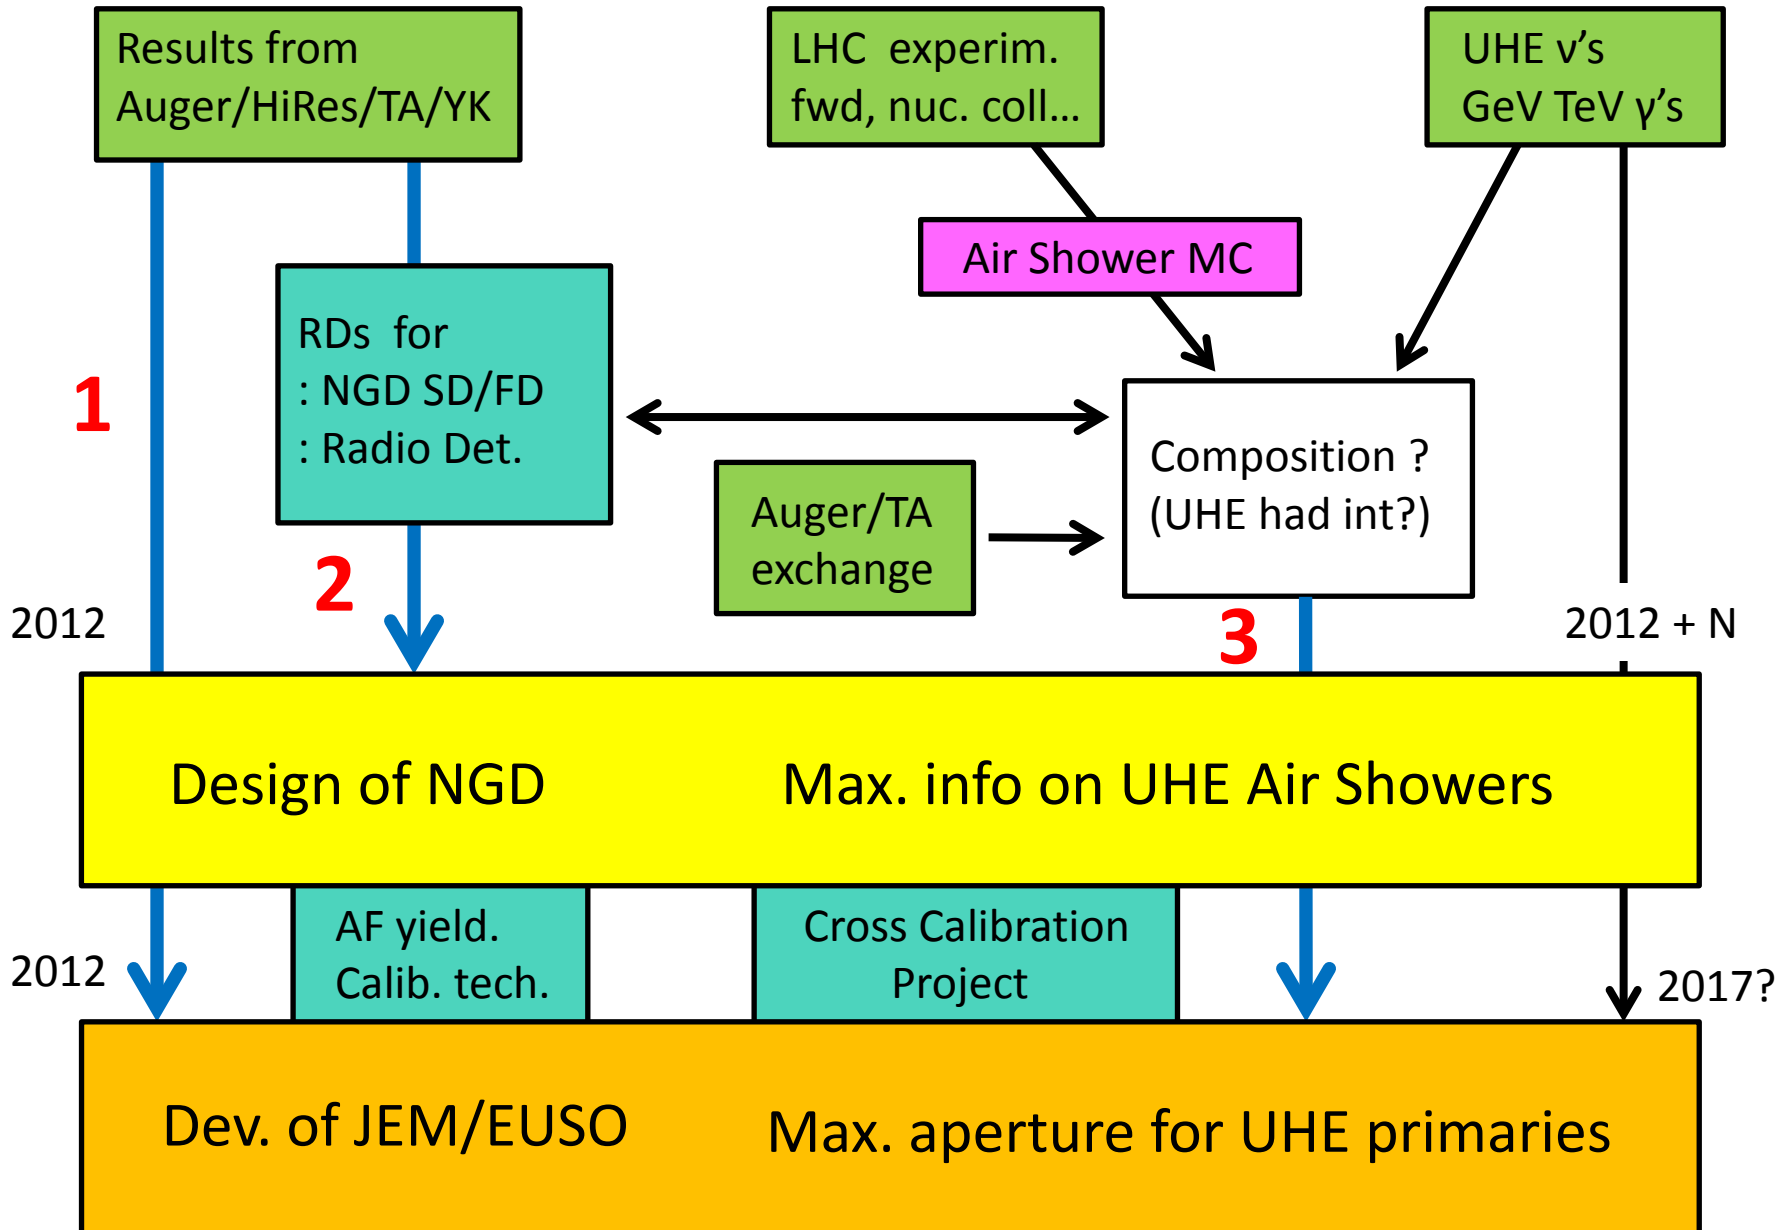 Results from
Auger/HiRes/TA/YK
LHC experim.
fwd, nuc. coll...
UHE ν's
GeV TeV γ's
Air Shower MC
RDs for
: NGD SD/FD
: Radio Det.
1
Composition ?
(UHE had int?)
Auger/TA
exchange
2
3
2012
2012 + N
Design of NGD
Max. info on UHE Air Showers
AF yield.
Calib. tech.
Cross Calibration
Project
2012
2017?
Dev. of JEM/EUSO
Max. aperture for UHE primaries